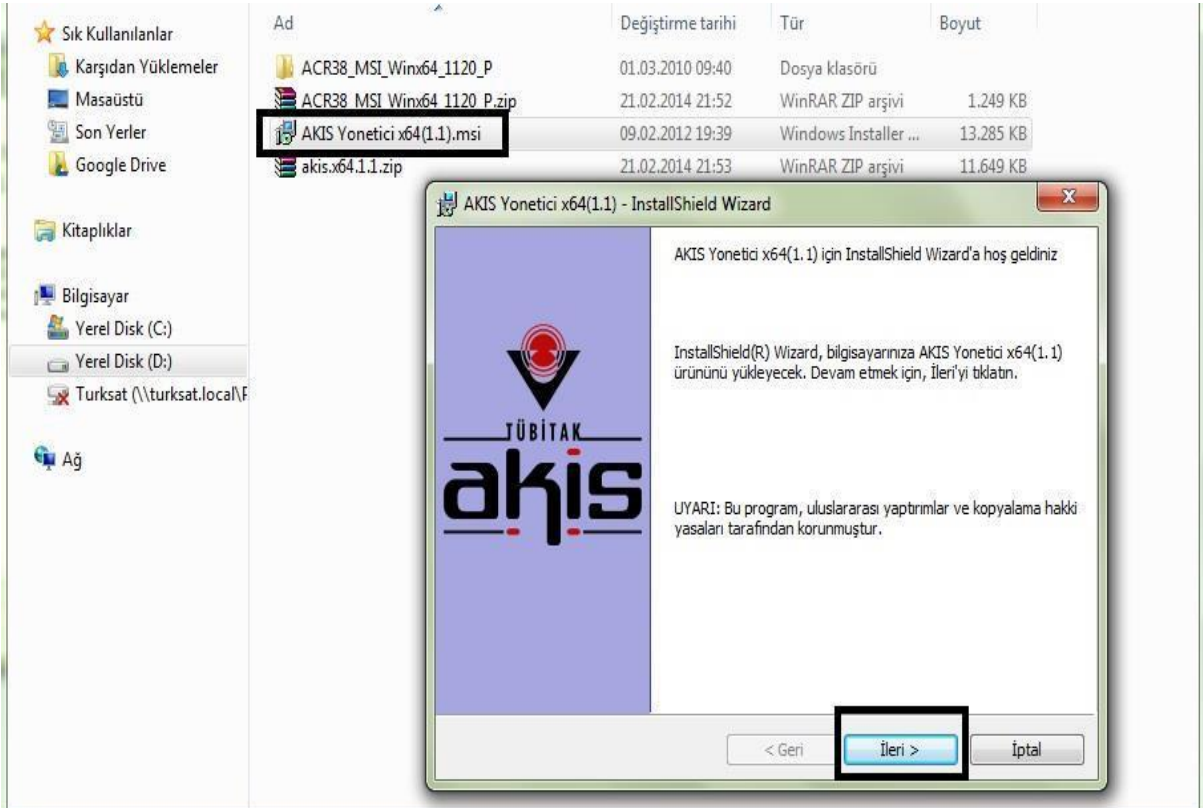 Ad Değiştirme tarihi Tür Boyut
Sık Kullanılanlar
Karşıdan Yüklemeler
Masaüstü
Son Yerler
Google Drive
Kitaplıklar
Bilgisayar
Yerel Disk (C:)
Yerel Disk (D:)
Turksat (\\turksat.local\
Ağ
ACR38_MSI_Winx64_1120_P 01.03.2010 09:40 Dosya klasörü
ACR38_MSI_Winx64_1120_P.zip 21.02.2014 21:52 WinRAR ZIP arşivi 1.249 KB
AKIS Yonetici x64(1.1).msi 09.02.2012 19:39 Windows Installer ... 13.285 KB
akis.x64.1.1.zip 21.02.2014 21:53 WinRAR ZIP arşivi 11.649 KB
AKIS Yonetici x64(1.1) - InstallShield Wizard
TÜBİTAK
akis
AKIS Yonetici x64(1.1) için InstallShield Wizard'a hoş geldiniz
InstallShield(R) Wizard, bilgisayarınıza AKIS Yonetici x64(1.1)
ürününü yükleyecek. Devam etmek için, İleri'yi tıklatın.
UYARI: Bu program, uluslararası yaptırımlar ve kopyalama hakki
yasaları tarafından korunmuştur.
< Geri İleri > İptal